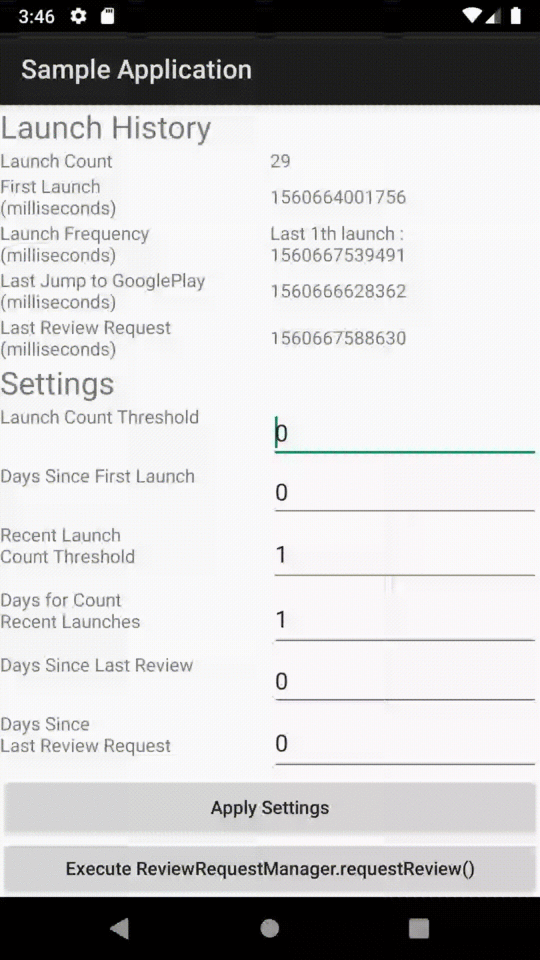 3:46
Sample Application
Launch History
Launch Count 29
First Launch
(milliseconds) 1560664001756
Launch Frequency Last 1th launch :
(milliseconds) 1560667539491
Last Jump to GooglePlay
(milliseconds) 1560666628362
Last Review Request
(milliseconds) 1560667588630
Settings
Launch Count Threshold 0
Days Since First Launch 0
Recent Launch
Count Threshold 1
Days for Count
Recent Launches 1
Days Since Last Review 0
Days Since
Last Review Request 0
Apply Settings
Execute ReviewRequestManager.requestReview()